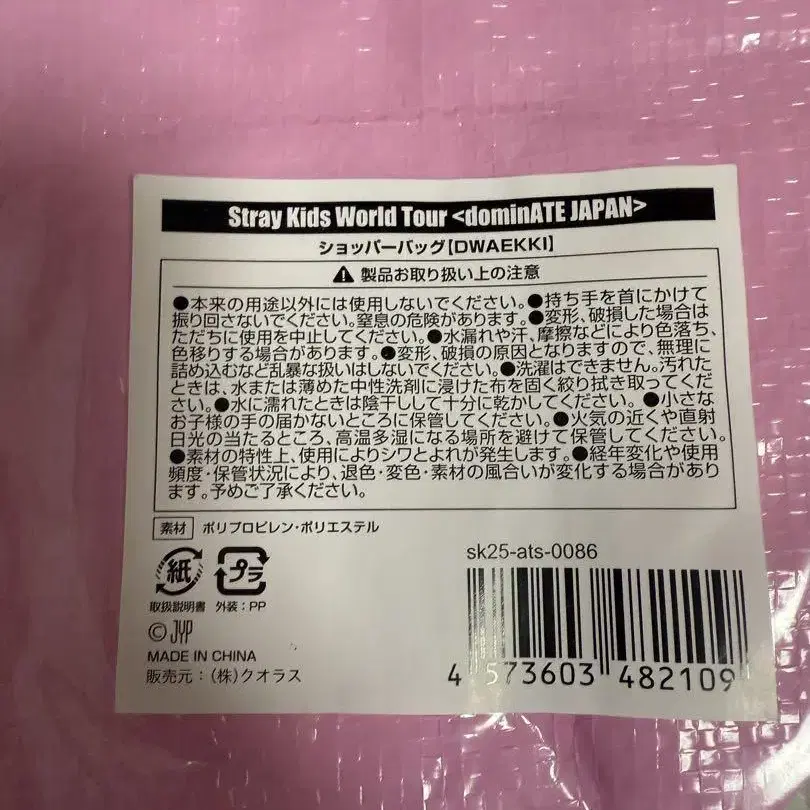 Stray Kids World Tour <dominATE JAPAN>
ショッパーバッグ【DWAEKKI】
⚠ 製品お取り扱い上の注意
●本来の用途以外には使用しないでください。●持ち手を首にかけて
振り回さないでください。窒息の危険があります。●変形、破損した場合は
ただちに使用を中止してください。●水漏れや汗、摩擦などにより色落ち、
色移りする場合があります。●変形、破損の原因となりますので、無理に
詰め込むなど乱暴な扱いはしないでください。●洗濯はできません。汚れた
ときは、水または薄めた中性洗剤に浸けた布を固く絞り拭き取ってくだ
さい。●水に濡れたときは陰干しして十分に乾かしてください。●小さな
お子様の手の届かないところに保管してください。●火気の近くや直射
日光の当たるところ、高温多湿になる場所を避けて保管してください。
●素材の特性上、使用によりシワとよれが発生します。●経年変化や使用
頻度・保管状況により、退色・変色・素材の風合いが変化する場合があり
ます。予めご了承ください。
素材 ポリプロピレン・ポリエステル
sk25-ats-0086
紙 プラ
取扱説明書 外装：PP
© JYP
MADE IN CHINA
販売元：(株)クオラス
4 573603 482109